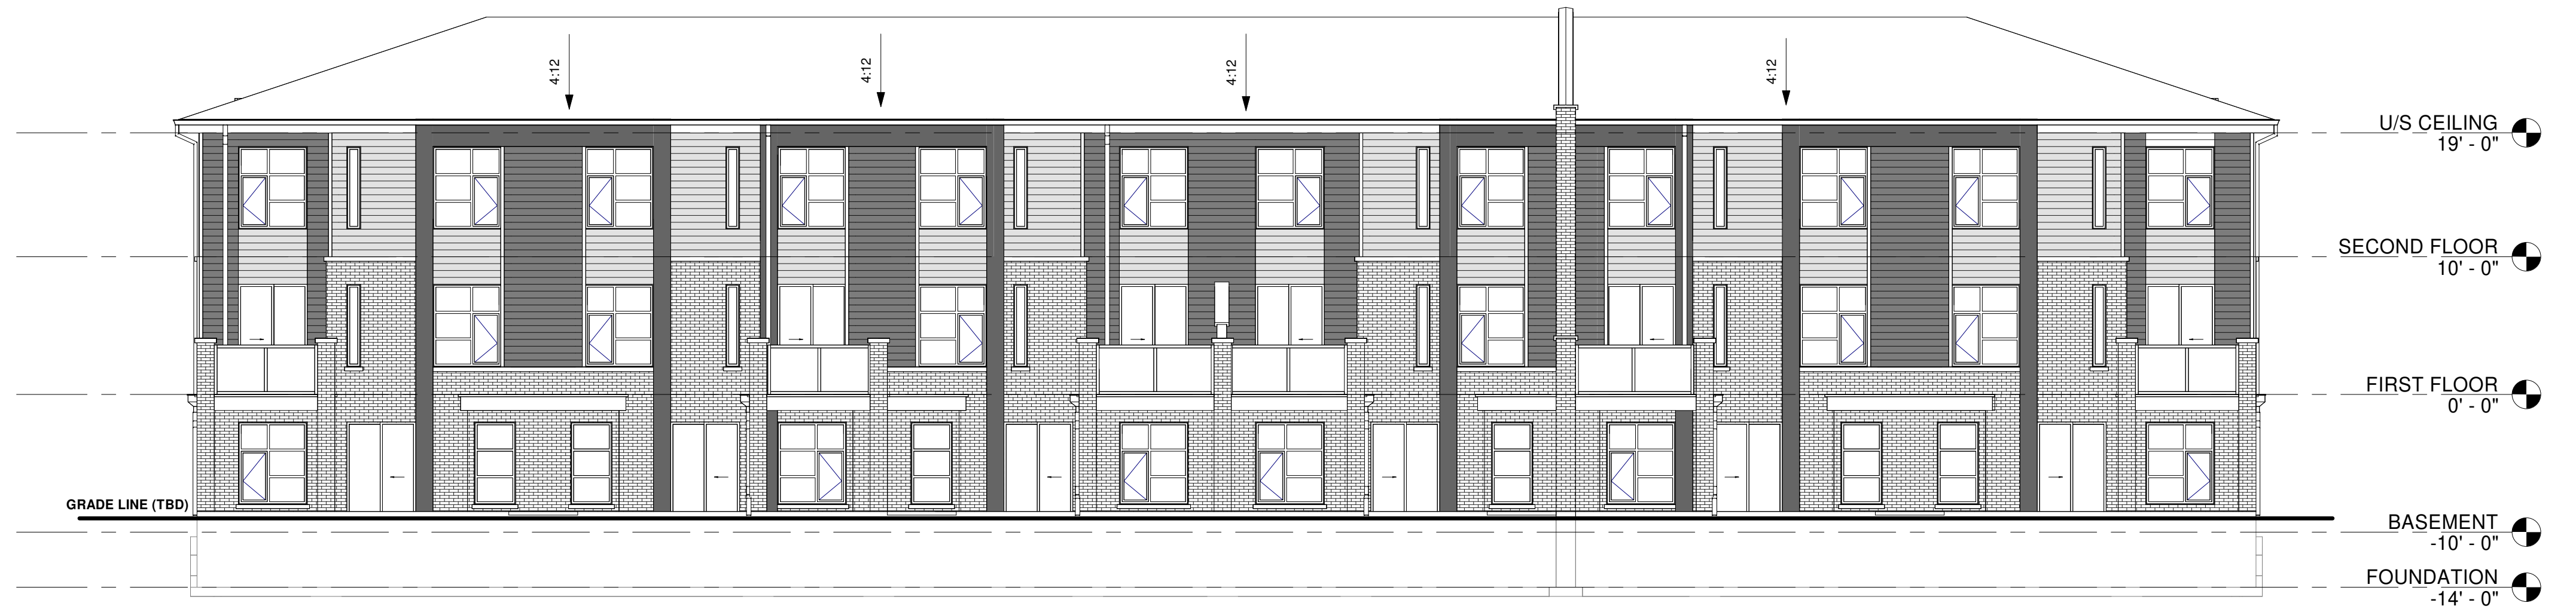 4:12
4:12
4:12
4:12
U/S CEILING
19' - 0"
SECOND FLOOR
10' - 0"
FIRST FLOOR
0' - 0"
GRADE LINE (TBD)
BASEMENT
-10' - 0"
FOUNDATION
-14' - 0"